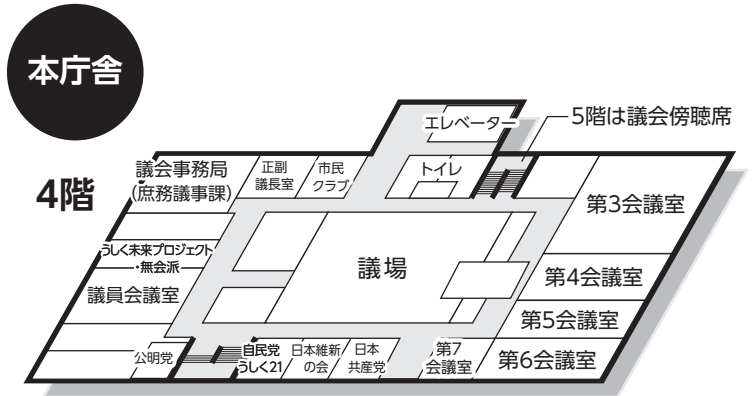 本庁舎
4階
エレベーター
5階は議会傍聴席
議会事務局
(庶務議事課)
正副
議長室
市民
クラブ
トイレ
第3会議室
うしく未来プロジェクト
・無会派
議場
第4会議室
議員会議室
第5会議室
公明党
自民党
うしく21
日本維新
の会
日本
共産党
第7
会議室
第6会議室